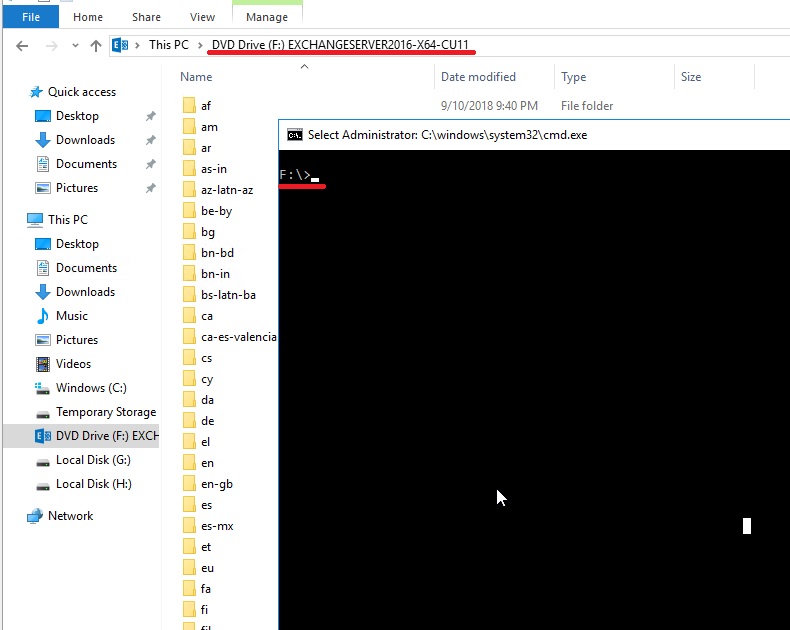 File Home Share View Manage
This PC DVD Drive (F:) EXCHANGESERVER2016-X64-CU11
Name Date modified Type Size
Quick access
Desktop
Downloads
Documents
Pictures
This PC
Desktop
Documents
Downloads
Music
Pictures
Videos
Windows (C:)
Temporary Storage
DVD Drive (F:) EXCH
Local Disk (G:)
Local Disk (H:)
Network
af 9/10/2018 9:40 PM File folder
am
ar
as-in
az-latn-az
be-by
bg
bn-bd
bn-in
bs-latn-ba
ca
ca-es-valencia
cs
cy
da
de
el
en
en-gb
es
es-mx
et
eu
fa
fi
Select Administrator: C:\windows\system32\cmd.exe
F:\>